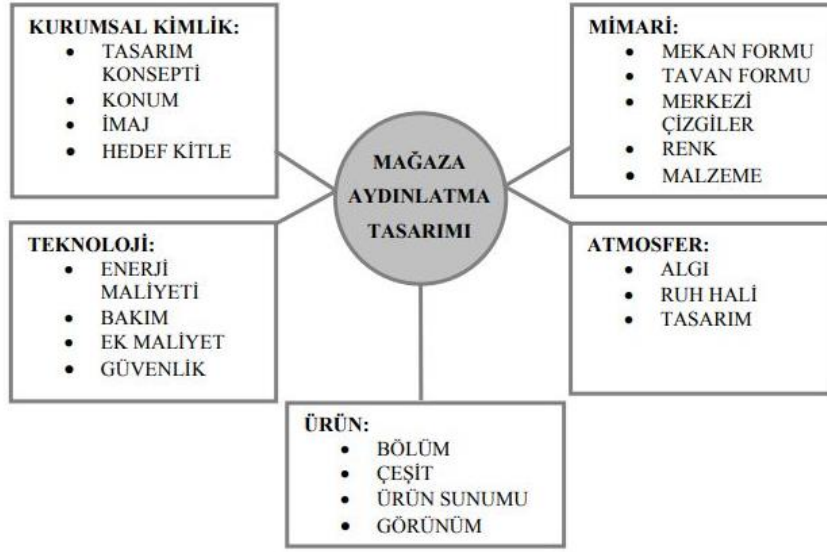 KURUMSAL KİMLİK:
• TASARIM
KONSEPTİ
• KONUM
• İMAJ
• HEDEF KİTLE
MİMARİ:
• MEKAN FORMU
• TAVAN FORMU
• MERKEZİ
ÇİZGİLER
• RENK
• MALZEME
MAĞAZA
AYDINLATMA
TASARIMI
TEKNOLOJİ:
• ENERJİ
MALİYETİ
• BAKIM
• EK MALİYET
• GÜVENLİK
ATMOSFER:
• ALGI
• RUH HALİ
• TASARIM
ÜRÜN:
• BÖLÜM
• ÇEŞİT
• ÜRÜN SUNUMU
• GÖRÜNÜM